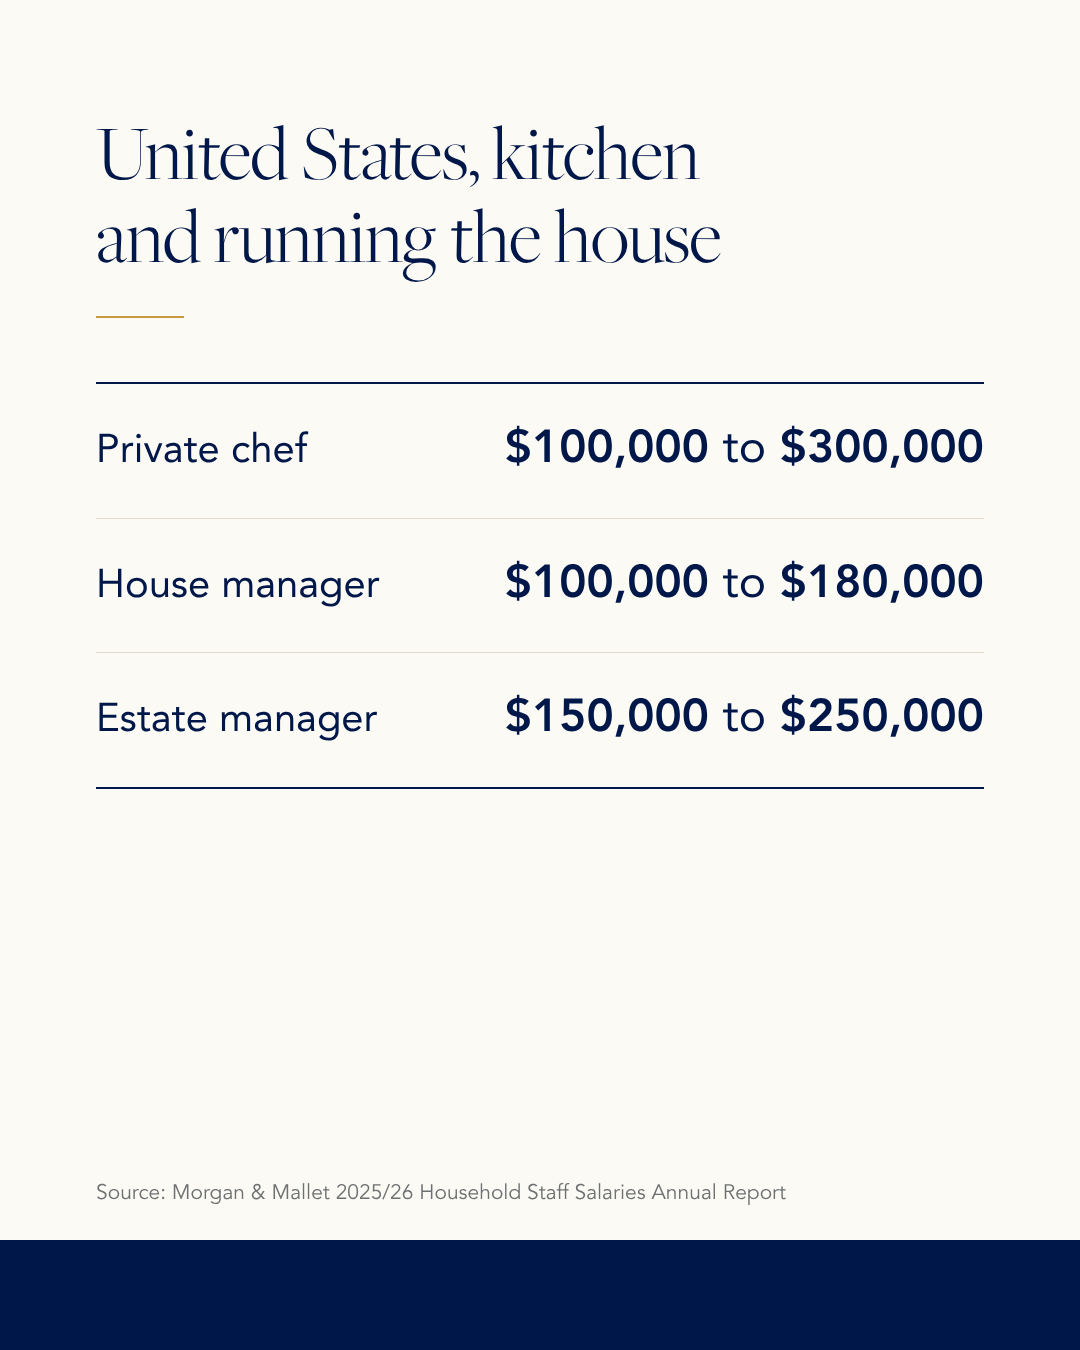 United States, kitchen
and running the house
Private chef $100,000 to $300,000
House manager $100,000 to $180,000
Estate manager $150,000 to $250,000
Source: Morgan & Mallet 2025/26 Household Staff Salaries Annual Report